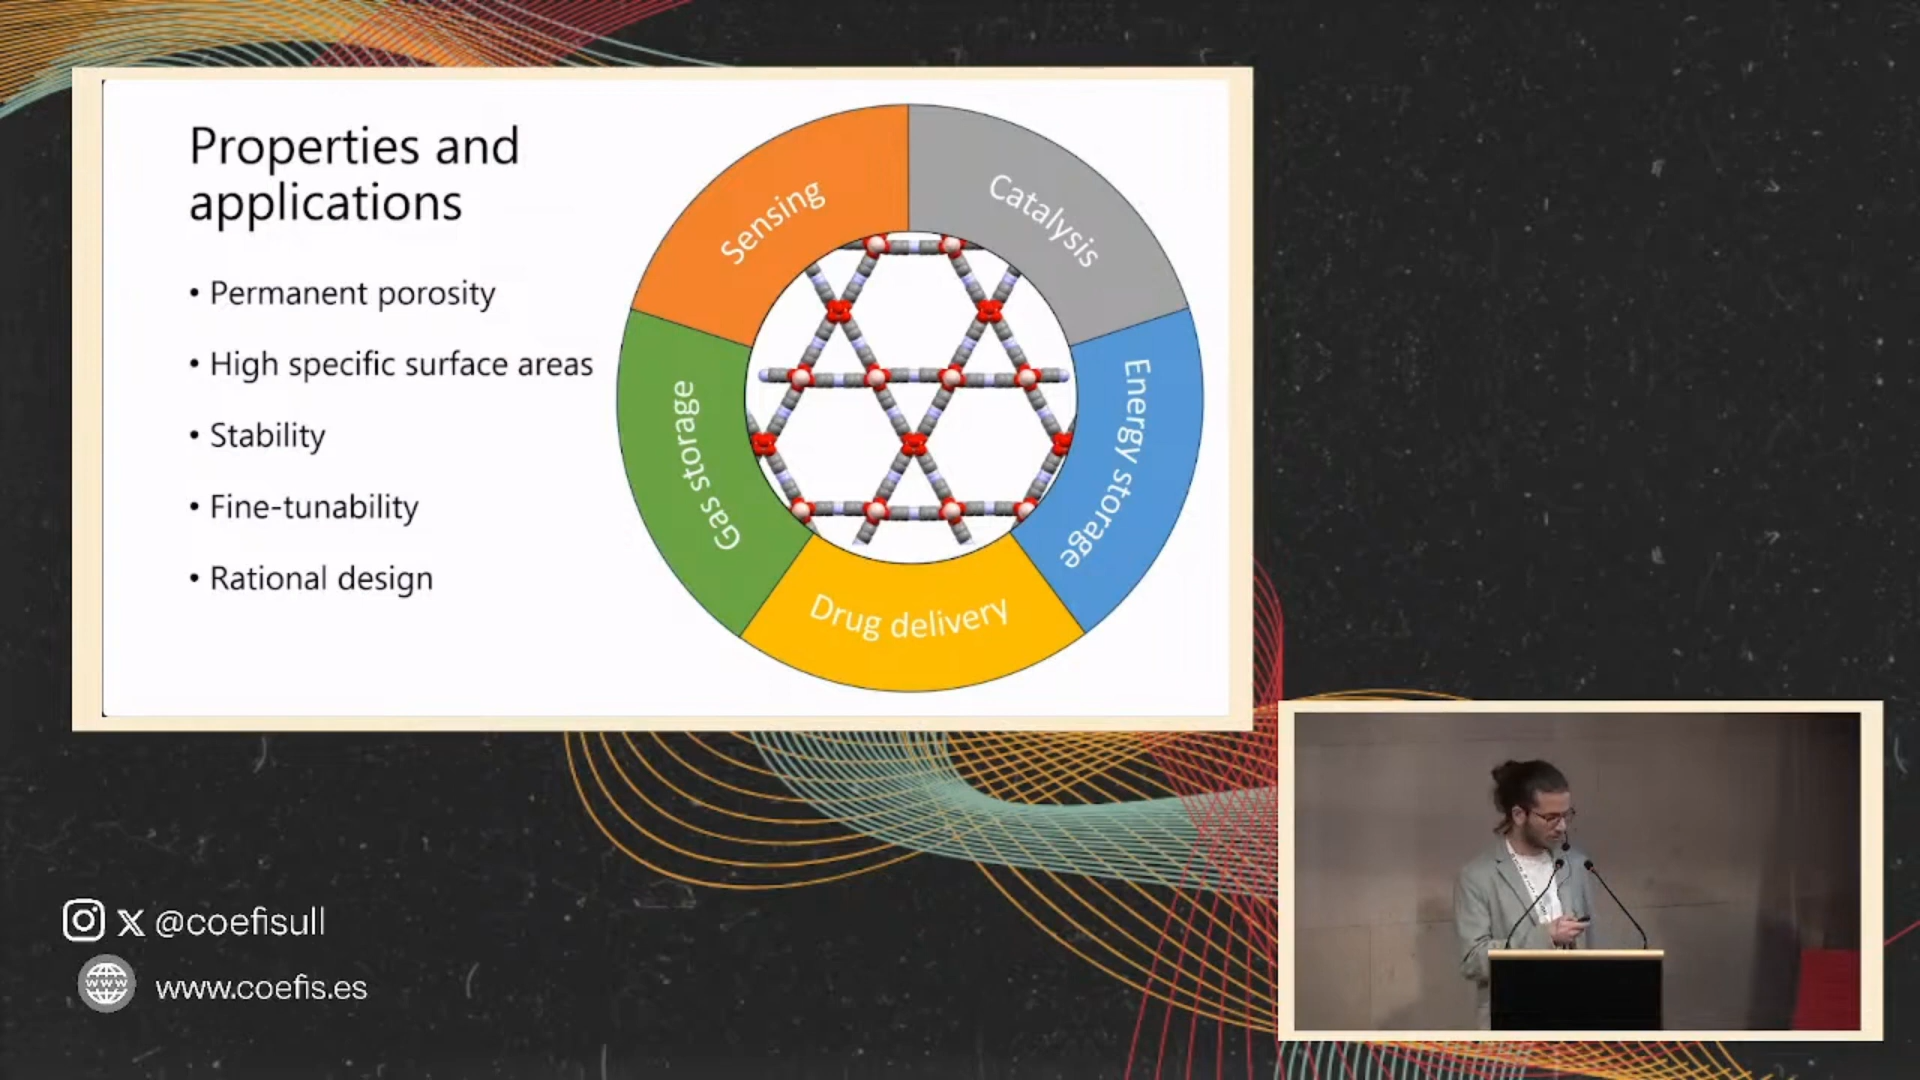 Properties and
applications
• Permanent porosity
• High specific surface areas
• Stability
• Fine-tunability
• Rational design
Sensing
Catalysis
Energy storage
Drug delivery
Gas storage
@coefisull
www
www.coefis.es